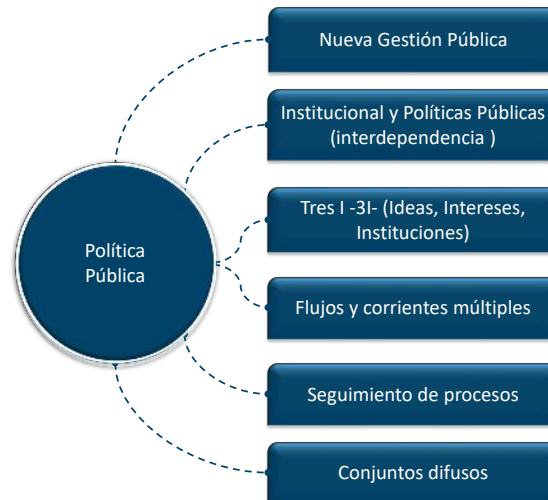 Nueva Gestión Pública
Institucional y Políticas Públicas
(interdependencia )
Tres I -3I- (Ideas, Intereses,
Instituciones)
Política
Pública
Flujos y corrientes múltiples
Seguimiento de procesos
Conjuntos difusos